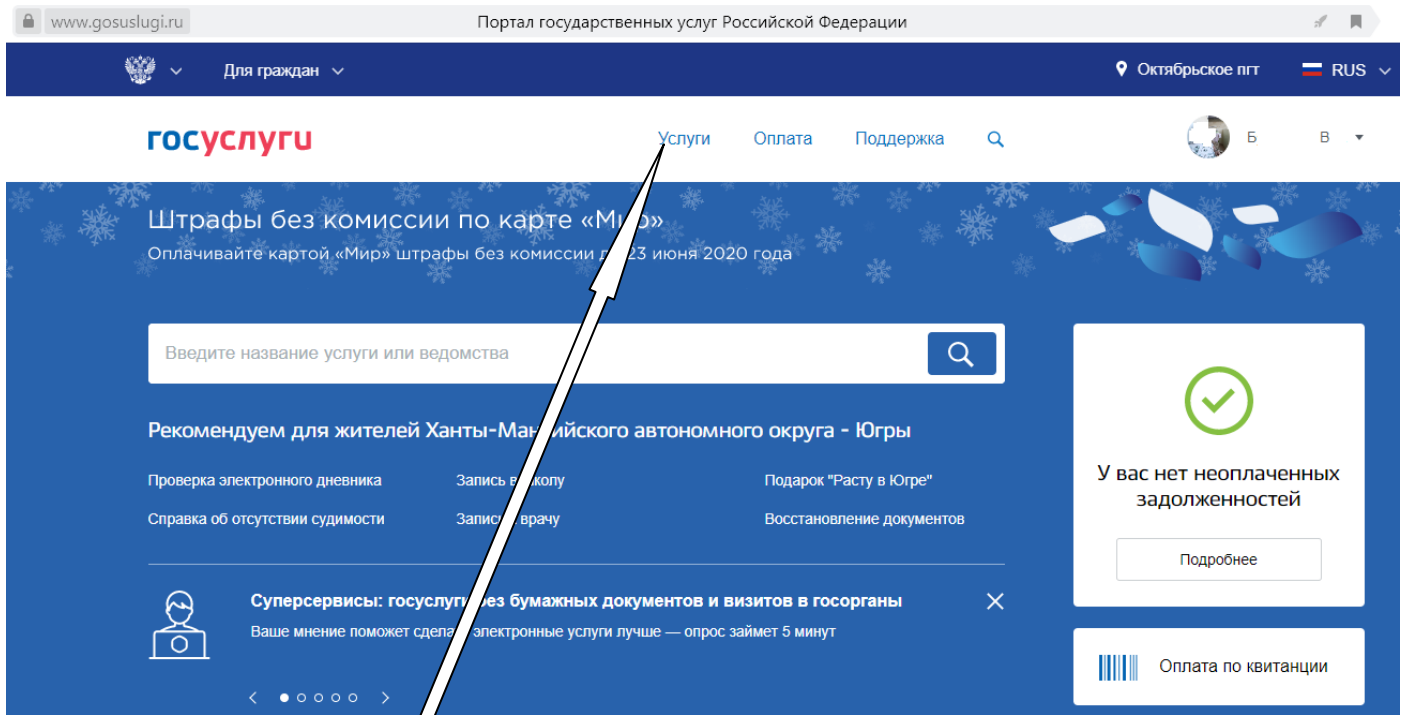 www.gosuslugi.ru Портал государственных услуг Российской Федерации
Для граждан Октябрьское пгт RUS
госуслуги Услуги Оплата Поддержка Б В
Штрафы без комиссии по карте «Мир»
Оплачивайте картой «Мир» штрафы без комиссии до 23 июня 2020 года
Введите название услуги или ведомства
Рекомендуем для жителей Ханты-Мансийского автономного округа - Югры
Проверка электронного дневника Запись в школу Подарок "Расту в Югре"
Справка об отсутствии судимости Запись к врачу Восстановление документов
У вас нет неоплаченных
задолженностей
Подробнее
Суперсервисы: госуслуги без бумажных документов и визитов в госорганы
Ваше мнение поможет сделать электронные услуги лучше — опрос займет 5 минут
Оплата по квитанции